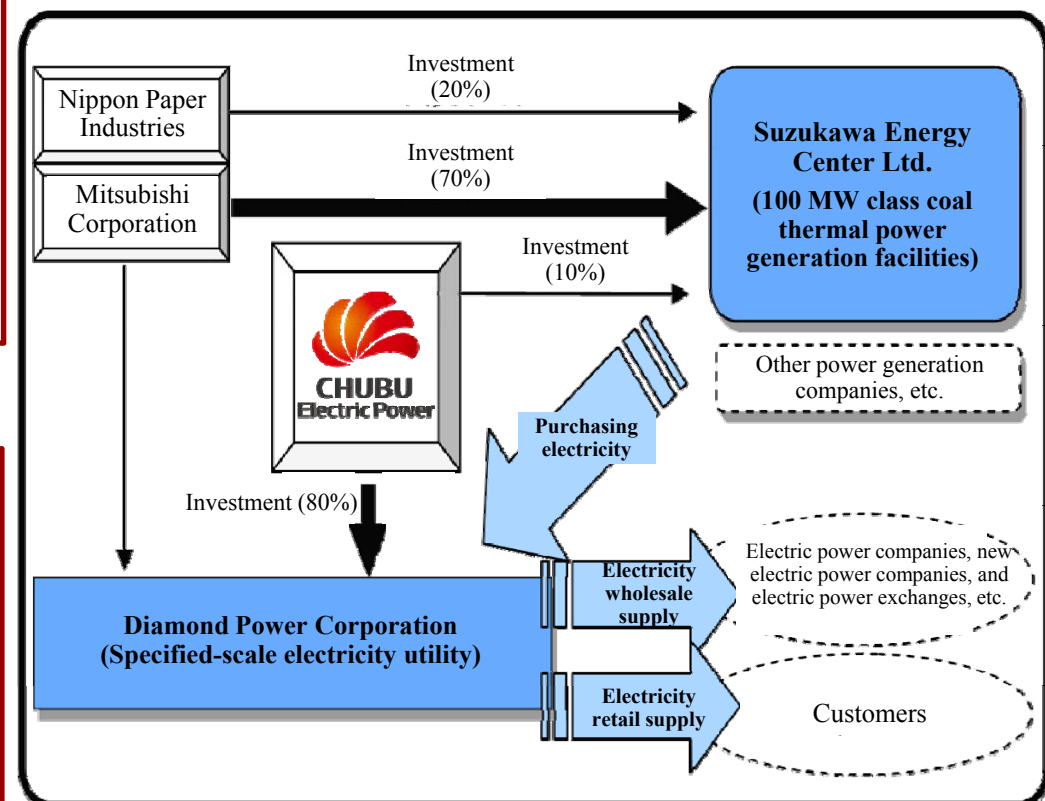 Nippon Paper
Industries
Mitsubishi
Corporation
Investment
(20%)
Investment
(70%)
Investment
(10%)
Suzukawa Energy
Center Ltd.
(100 MW class coal
thermal power
generation facilities)
CHUBU
Electric Power
Other power generation
companies, etc.
Purchasing
electricity
Investment (80%)
Diamond Power Corporation
(Specified-scale electricity utility)
Electricity
wholesale
supply
Electric power companies, new
electric power companies, and
electric power exchanges, etc.
Electricity
retail supply
Customers